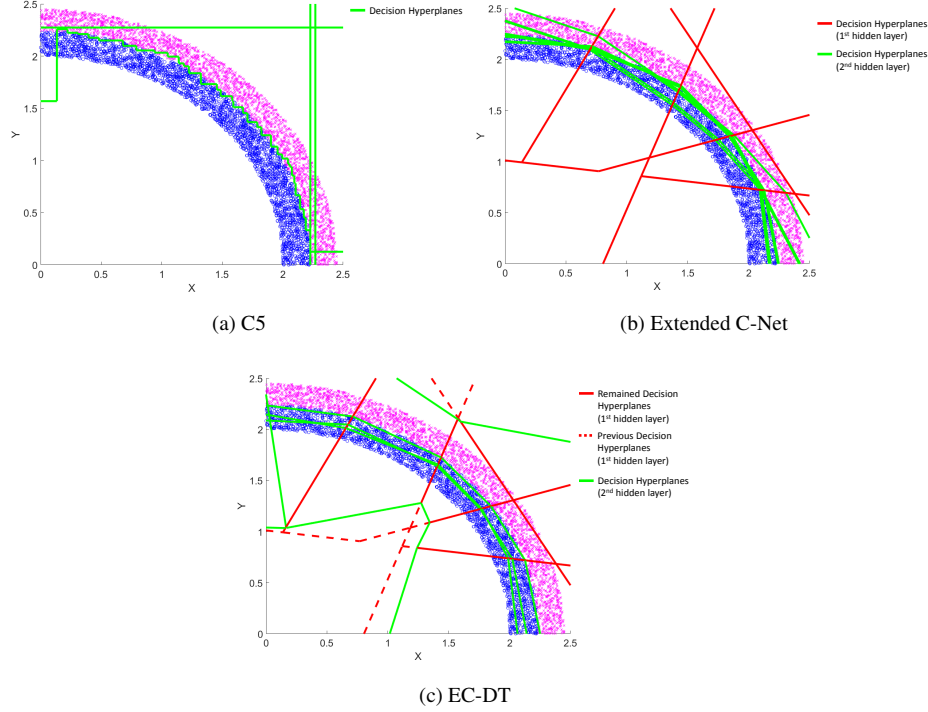 2.5
2
1.5
1
0.5
0
Y
0 0.5 1 1.5 2 2.5
X
Decision Hyperplanes
(a) C5
2.5
2
1.5
1
0.5
0
Y
0 0.5 1 1.5 2 2.5
X
Decision Hyperplanes
(1st hidden layer)
Decision Hyperplanes
(2nd hidden layer)
(b) Extended C-Net
2.5
2
1.5
1
0.5
0
Y
0 0.5 1 1.5 2 2.5
X
Remained Decision
Hyperplanes
(1st hidden layer)
Previous Decision
Hyperplanes
(1st hidden layer)
Decision Hyperplanes
(2nd hidden layer)
(c) EC-DT